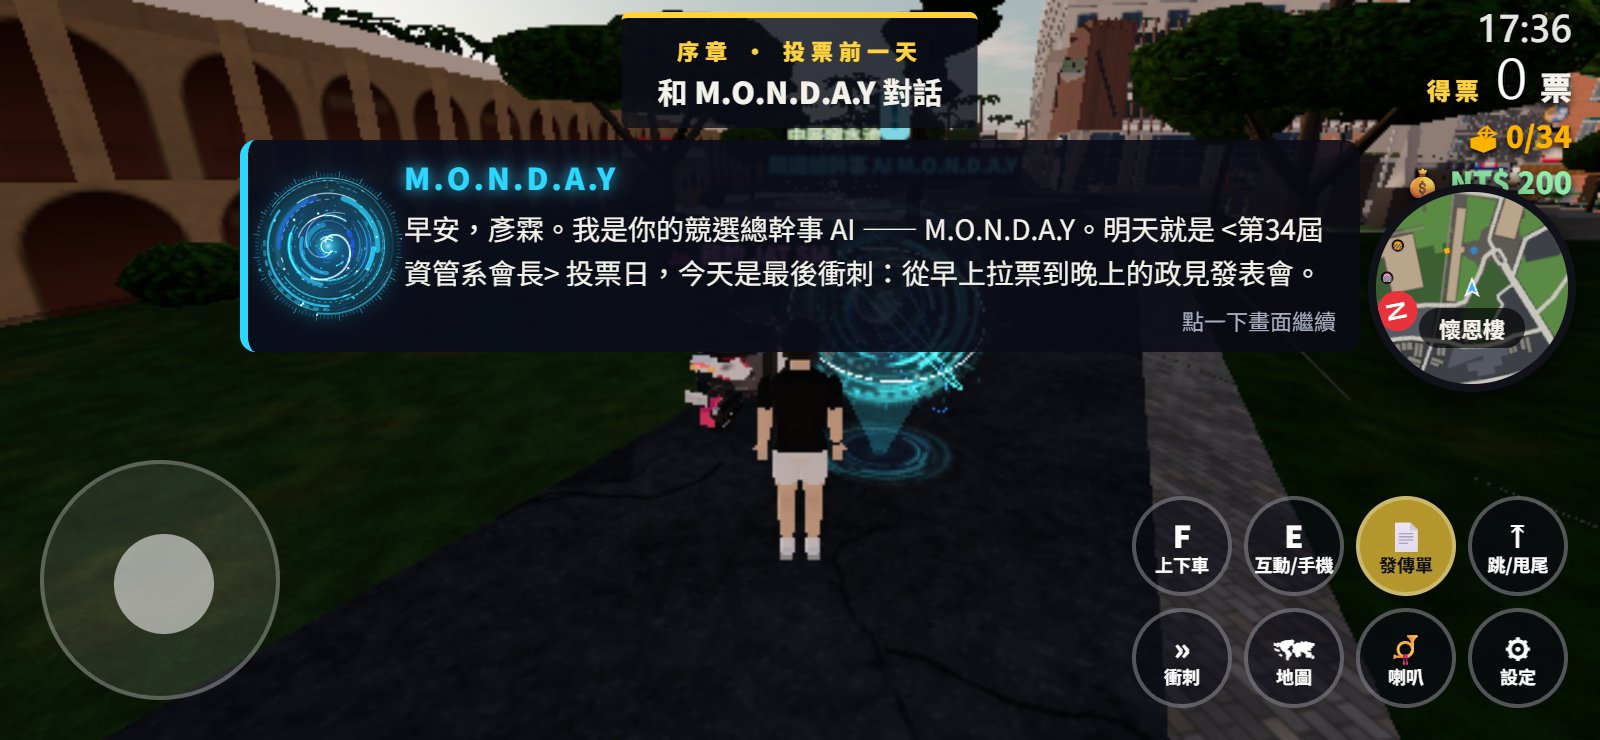 序章 · 投票前一天
和 M.O.N.D.A.Y 對話
17:36
得票 0 票
0/34
NT$ 200
M.O.N.D.A.Y
早安，彥霖。我是你的競選總幹事 AI —— M.O.N.D.A.Y。明天就是 <第34屆
資管系會長> 投票日，今天是最後衝刺：從早上拉票到晚上的政見發表會。
點一下畫面繼續
N
懷恩樓
F
上下車
E
互動/手機
發傳單
跳/甩尾
衝刺
地圖
喇叭
設定